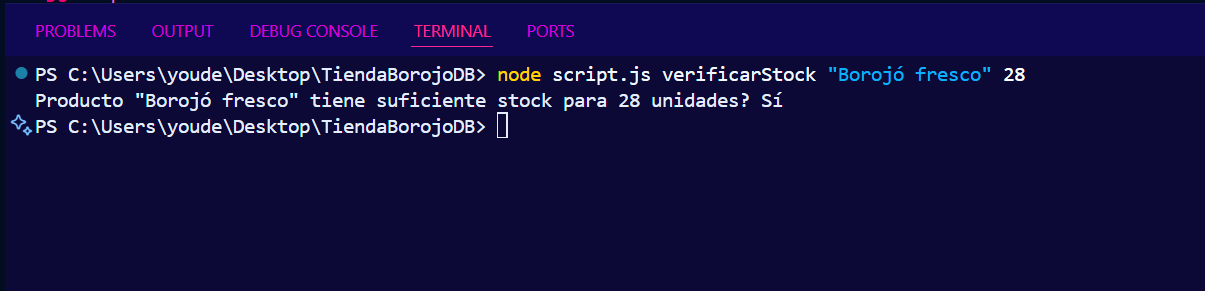 PROBLEMS OUTPUT DEBUG CONSOLE TERMINAL PORTS
PS C:\Users\youde\Desktop\TiendaBorojoDB> node script.js verificarStock "Borojó fresco" 28
Producto "Borojó fresco" tiene suficiente stock para 28 unidades? Sí
PS C:\Users\youde\Desktop\TiendaBorojoDB>